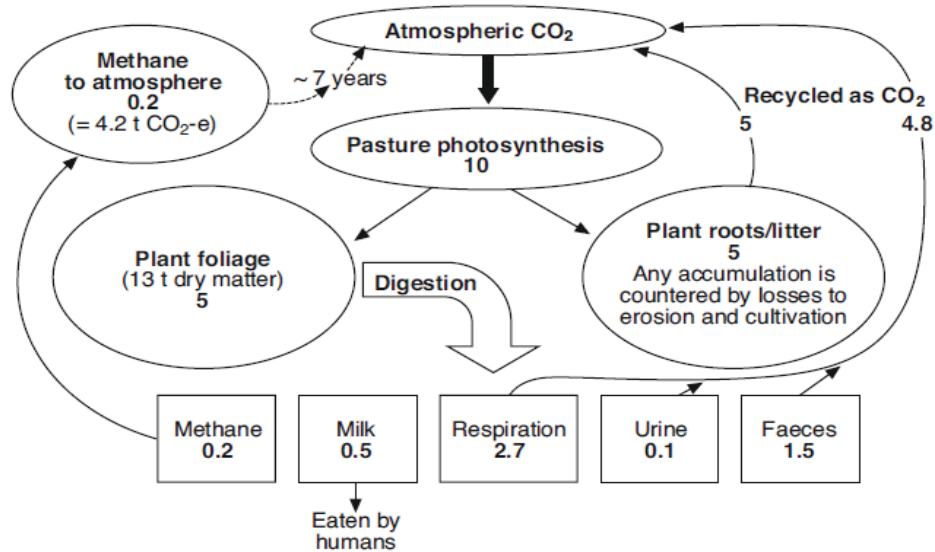 Atmospheric CO₂
Methane
to atmosphere
0.2
(= 4.2 t CO₂-e)
~ 7 years
Recycled as CO₂
5
4.8
Pasture photosynthesis
10
Plant foliage
(13 t dry matter)
5
Digestion
Plant roots/litter
5
Any accumulation is
countered by losses to
erosion and cultivation
Methane
0.2
Milk
0.5
Respiration
2.7
Urine
0.1
Faeces
1.5
Eaten by
humans